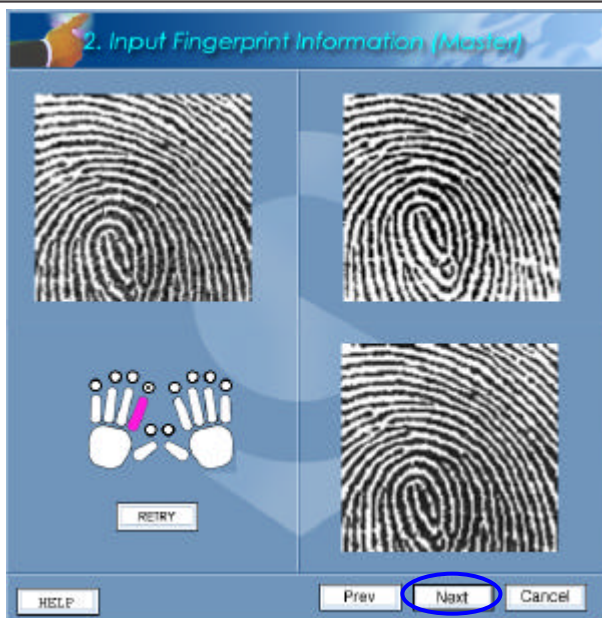 2. Input Fingerprint Information (Master)
RETRY
HELP
Prev
Next
Cancel